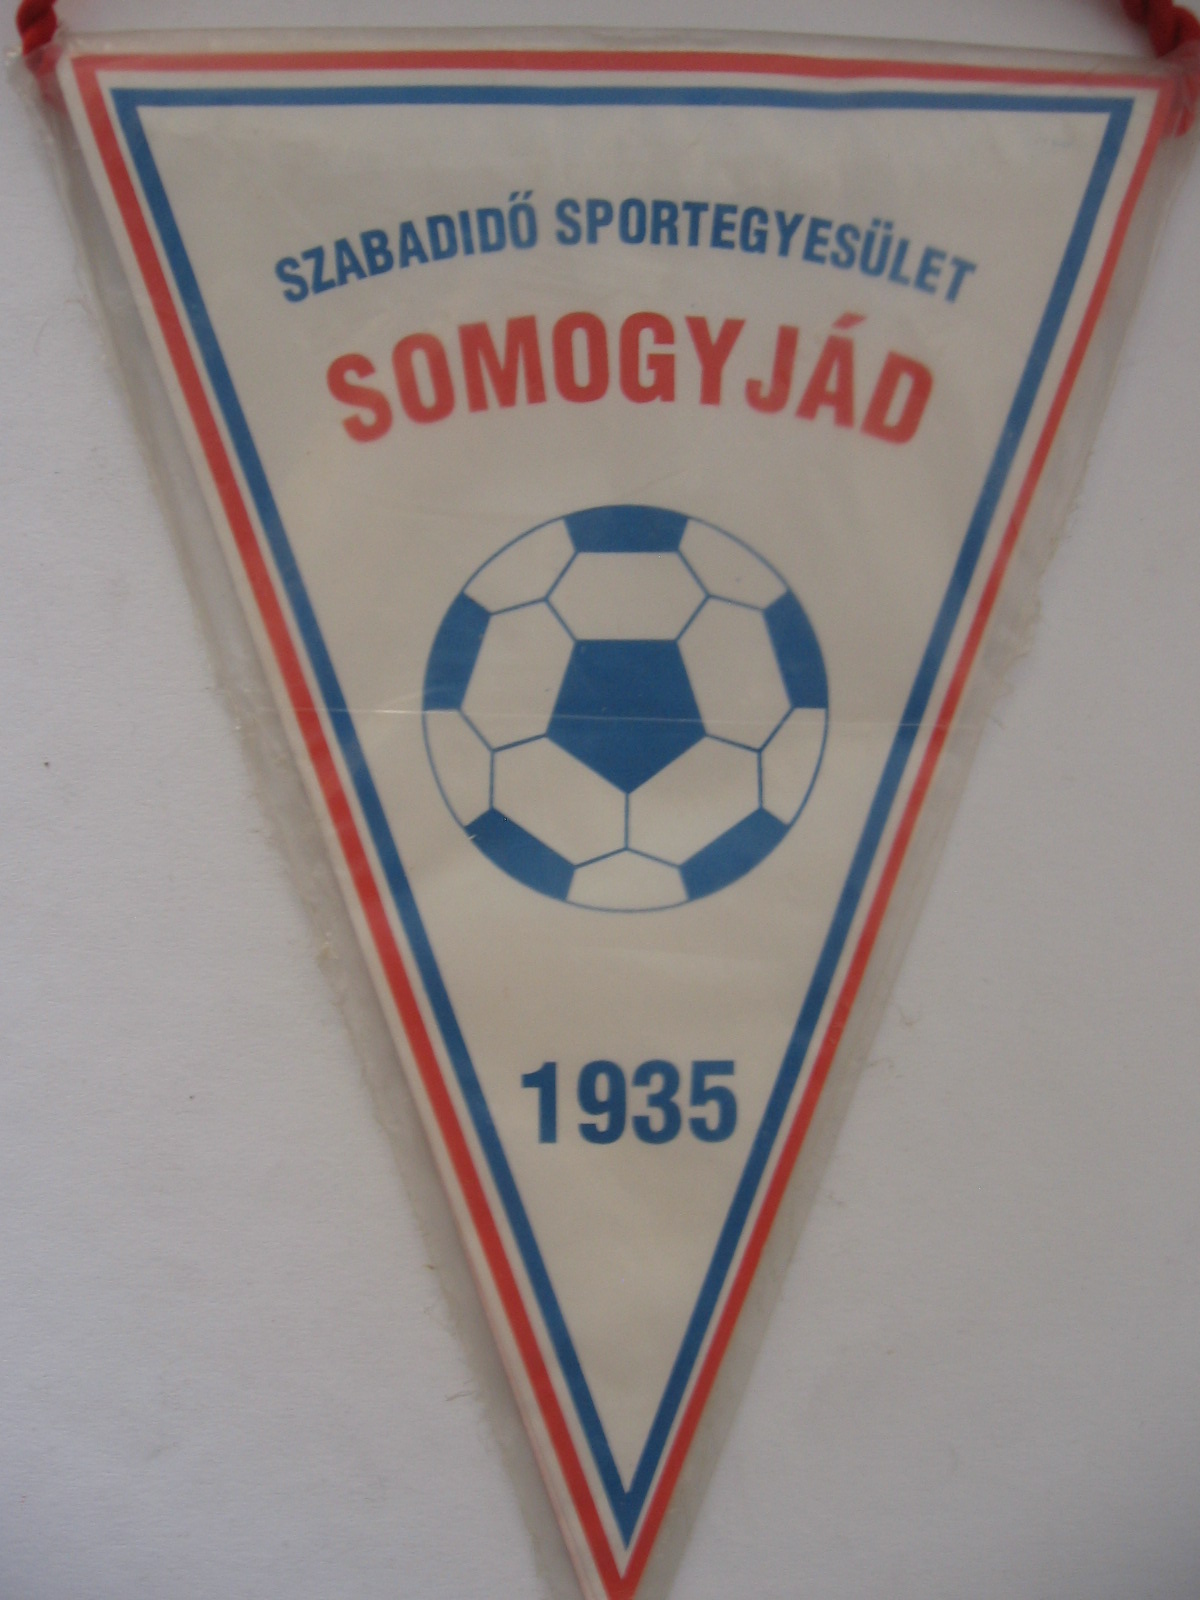 SZABADIDŐ SPORTEGYESÜLET
SOMOGYJÁD
1935